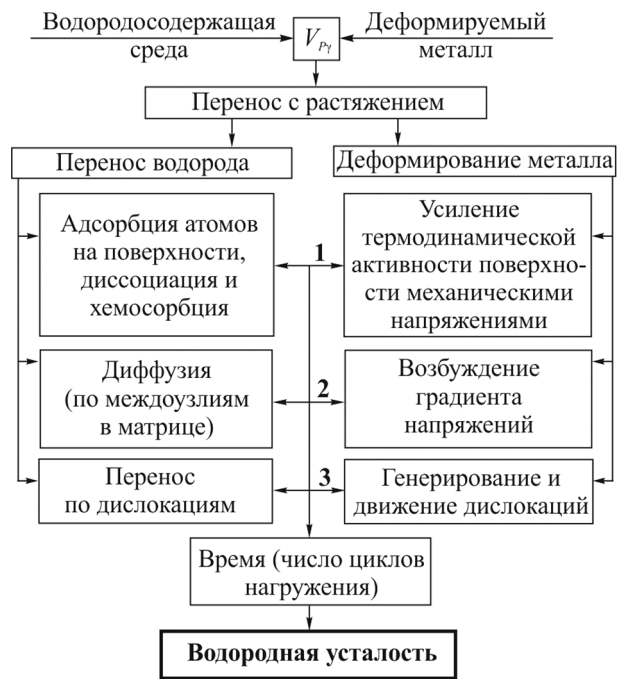 Водородосодержащая
среда
V_Pγ
Деформируемый
металл
Перенос с растяжением
Перенос водорода
Деформирование металла
Адсорбция атомов
на поверхности,
диссоциация и
хемосорбция
1
Усиление
термодинамической
активности поверхно-
сти механическими
напряжениями
Диффузия
(по междоузлиям
в матрице)
2
Возбуждение
градиента
напряжений
Перенос
по дислокациям
3
Генерирование и
движение дислокаций
Время (число циклов
нагружения)
Водородная усталость